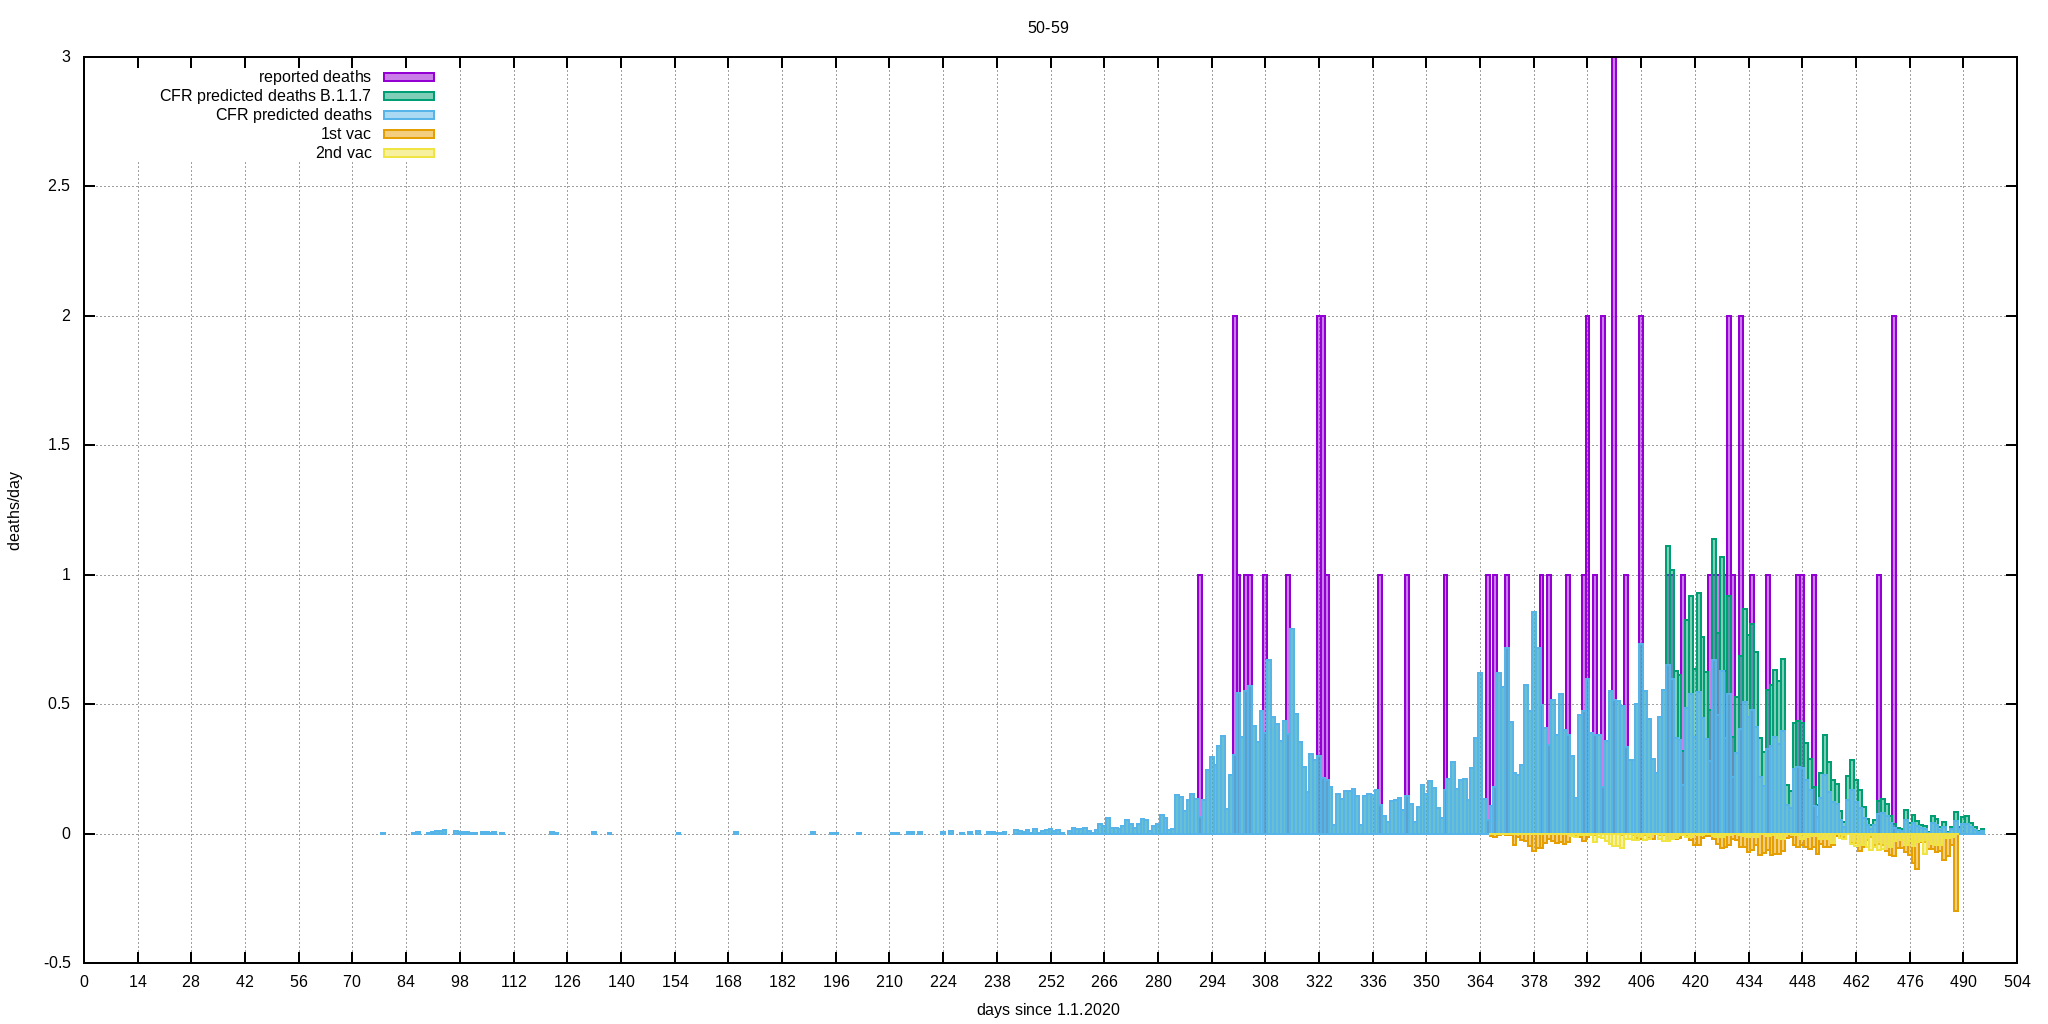 50-59
reported deaths
CFR predicted deaths B.1.1.7
CFR predicted deaths
1st vac
2nd vac
3
2.5
2
1.5
1
0.5
0
-0.5
deaths/day
0 14 28 42 56 70 84 98 112 126 140 154 168 182 196 210 224 238 252 266 280 294 308 322 336 350 364 378 392 406 420 434 448 462 476 490 504
days since 1.1.2020